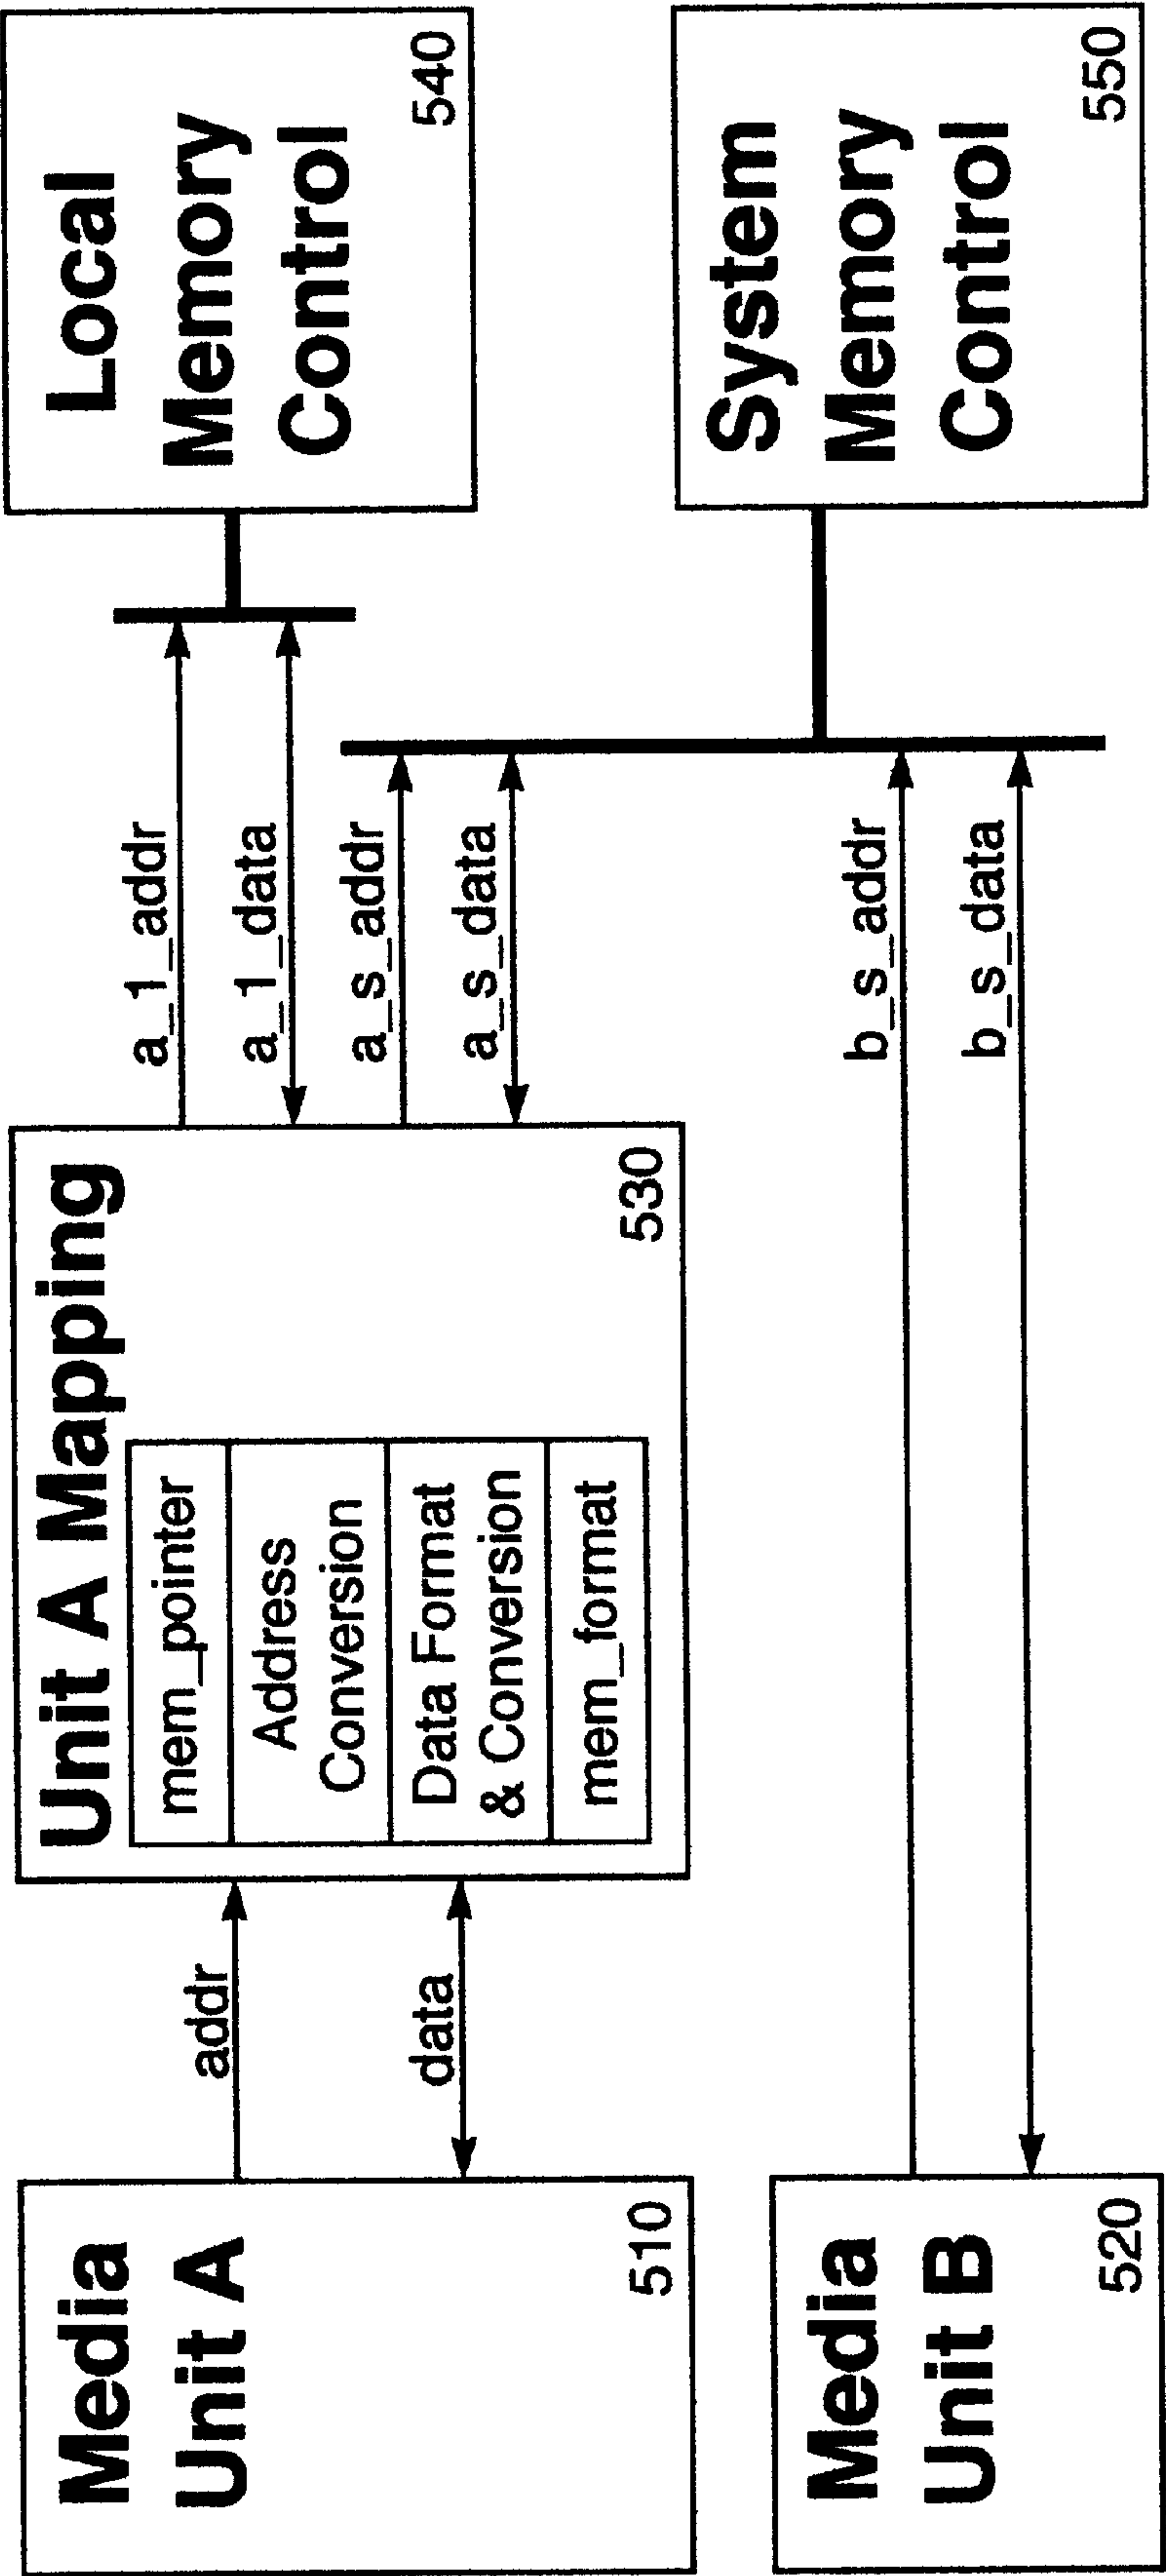 Media
Unit A
510
addr
data
Unit A Mapping
mem_pointer
Address
Conversion
Data Format
& Conversion
mem_format
530
a_1_addr
a_1_data
a_s_addr
a_s_data
Local
Memory
Control
540
Media
Unit B
520
b_s_addr
b_s_data
System
Memory
Control
550